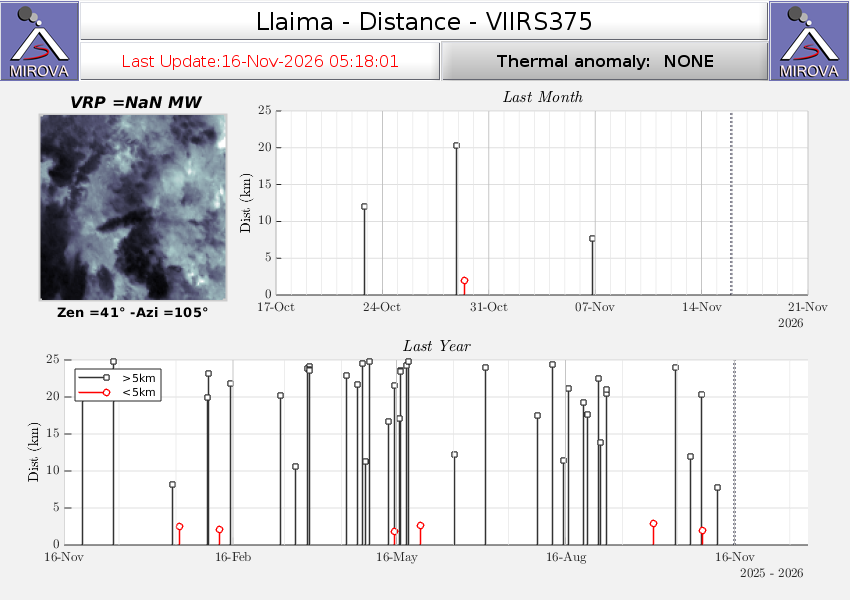 Llaima - Distance - VIIRS375
MIROVA
MIROVA
Last Update:16-Nov-2026 05:18:01
Thermal anomaly: NONE
VRP =NaN MW
Zen =41° -Azi =105°
Last Month
Dist (km)
25
20
15
10
5
0
17-Oct
24-Oct
31-Oct
07-Nov
14-Nov
21-Nov
2026
Last Year
Dist (km)
25
20
15
10
5
0
>5km
<5km
16-Nov
16-Feb
16-May
16-Aug
16-Nov
2025 - 2026